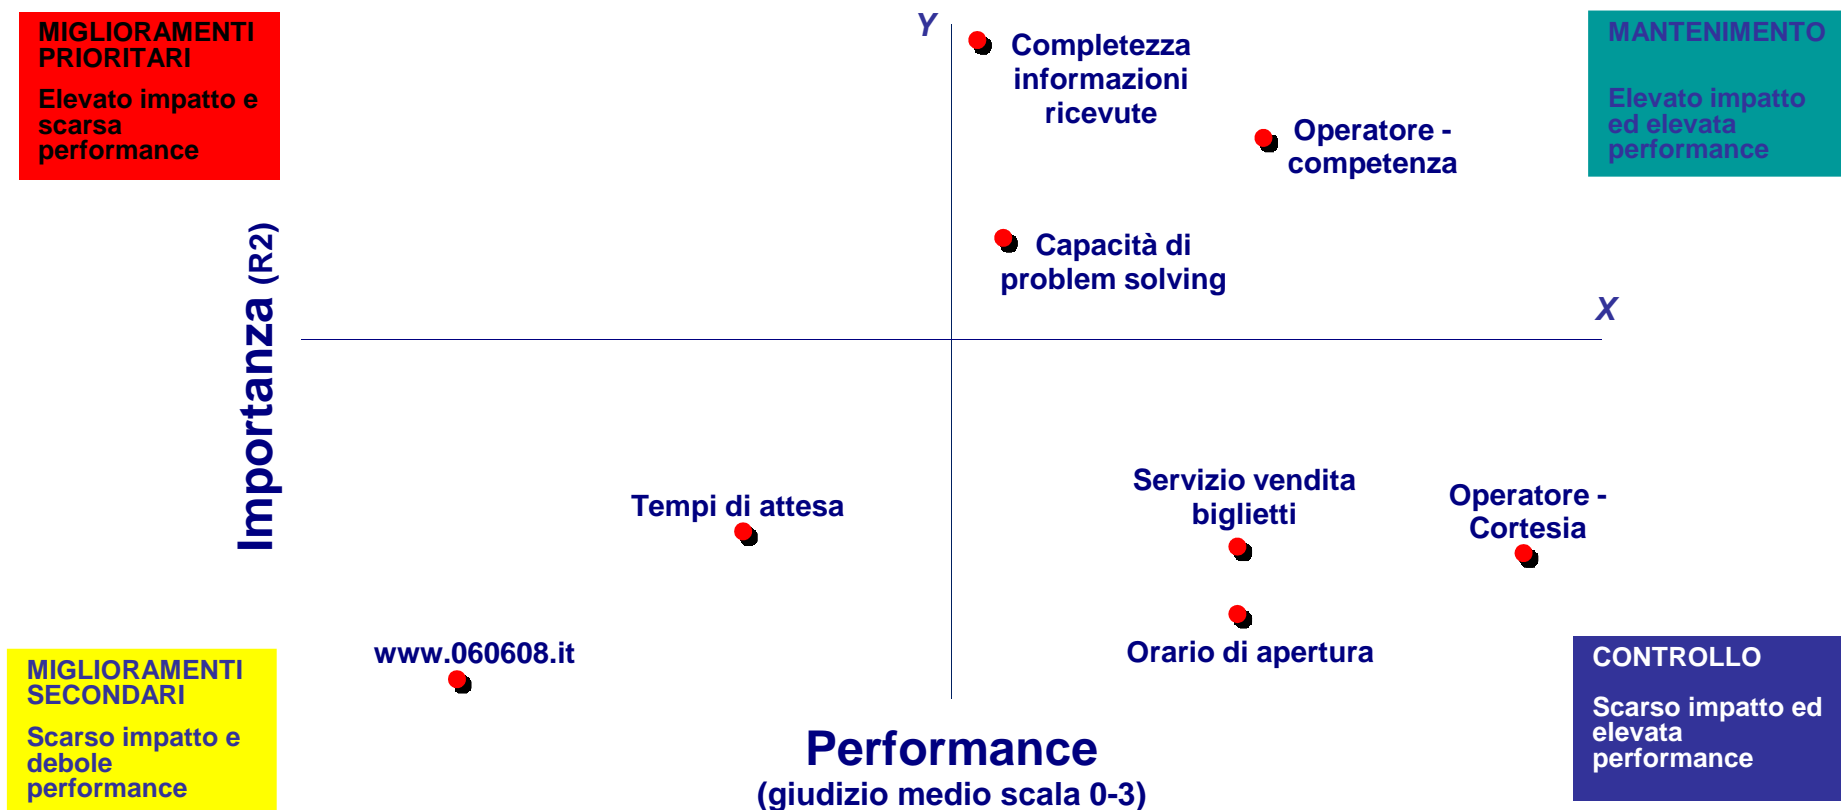 MIGLIORAMENTI
PRIORITARI
Elevato impatto e
scarsa
performance
Y
Completezza
informazioni
ricevute
Operatore -
competenza
MANTENIMENTO
Elevato impatto
ed elevata
performance
Capacità di
problem solving
X
Importanza (R2)
Tempi di attesa
Servizio vendita
biglietti
Operatore -
Cortesia
www.060608.it
Orario di apertura
MIGLIORAMENTI
SECONDARI
Scarso impatto e
debole
performance
Performance
(giudizio medio scala 0-3)
CONTROLLO
Scarso impatto ed
elevata
performance